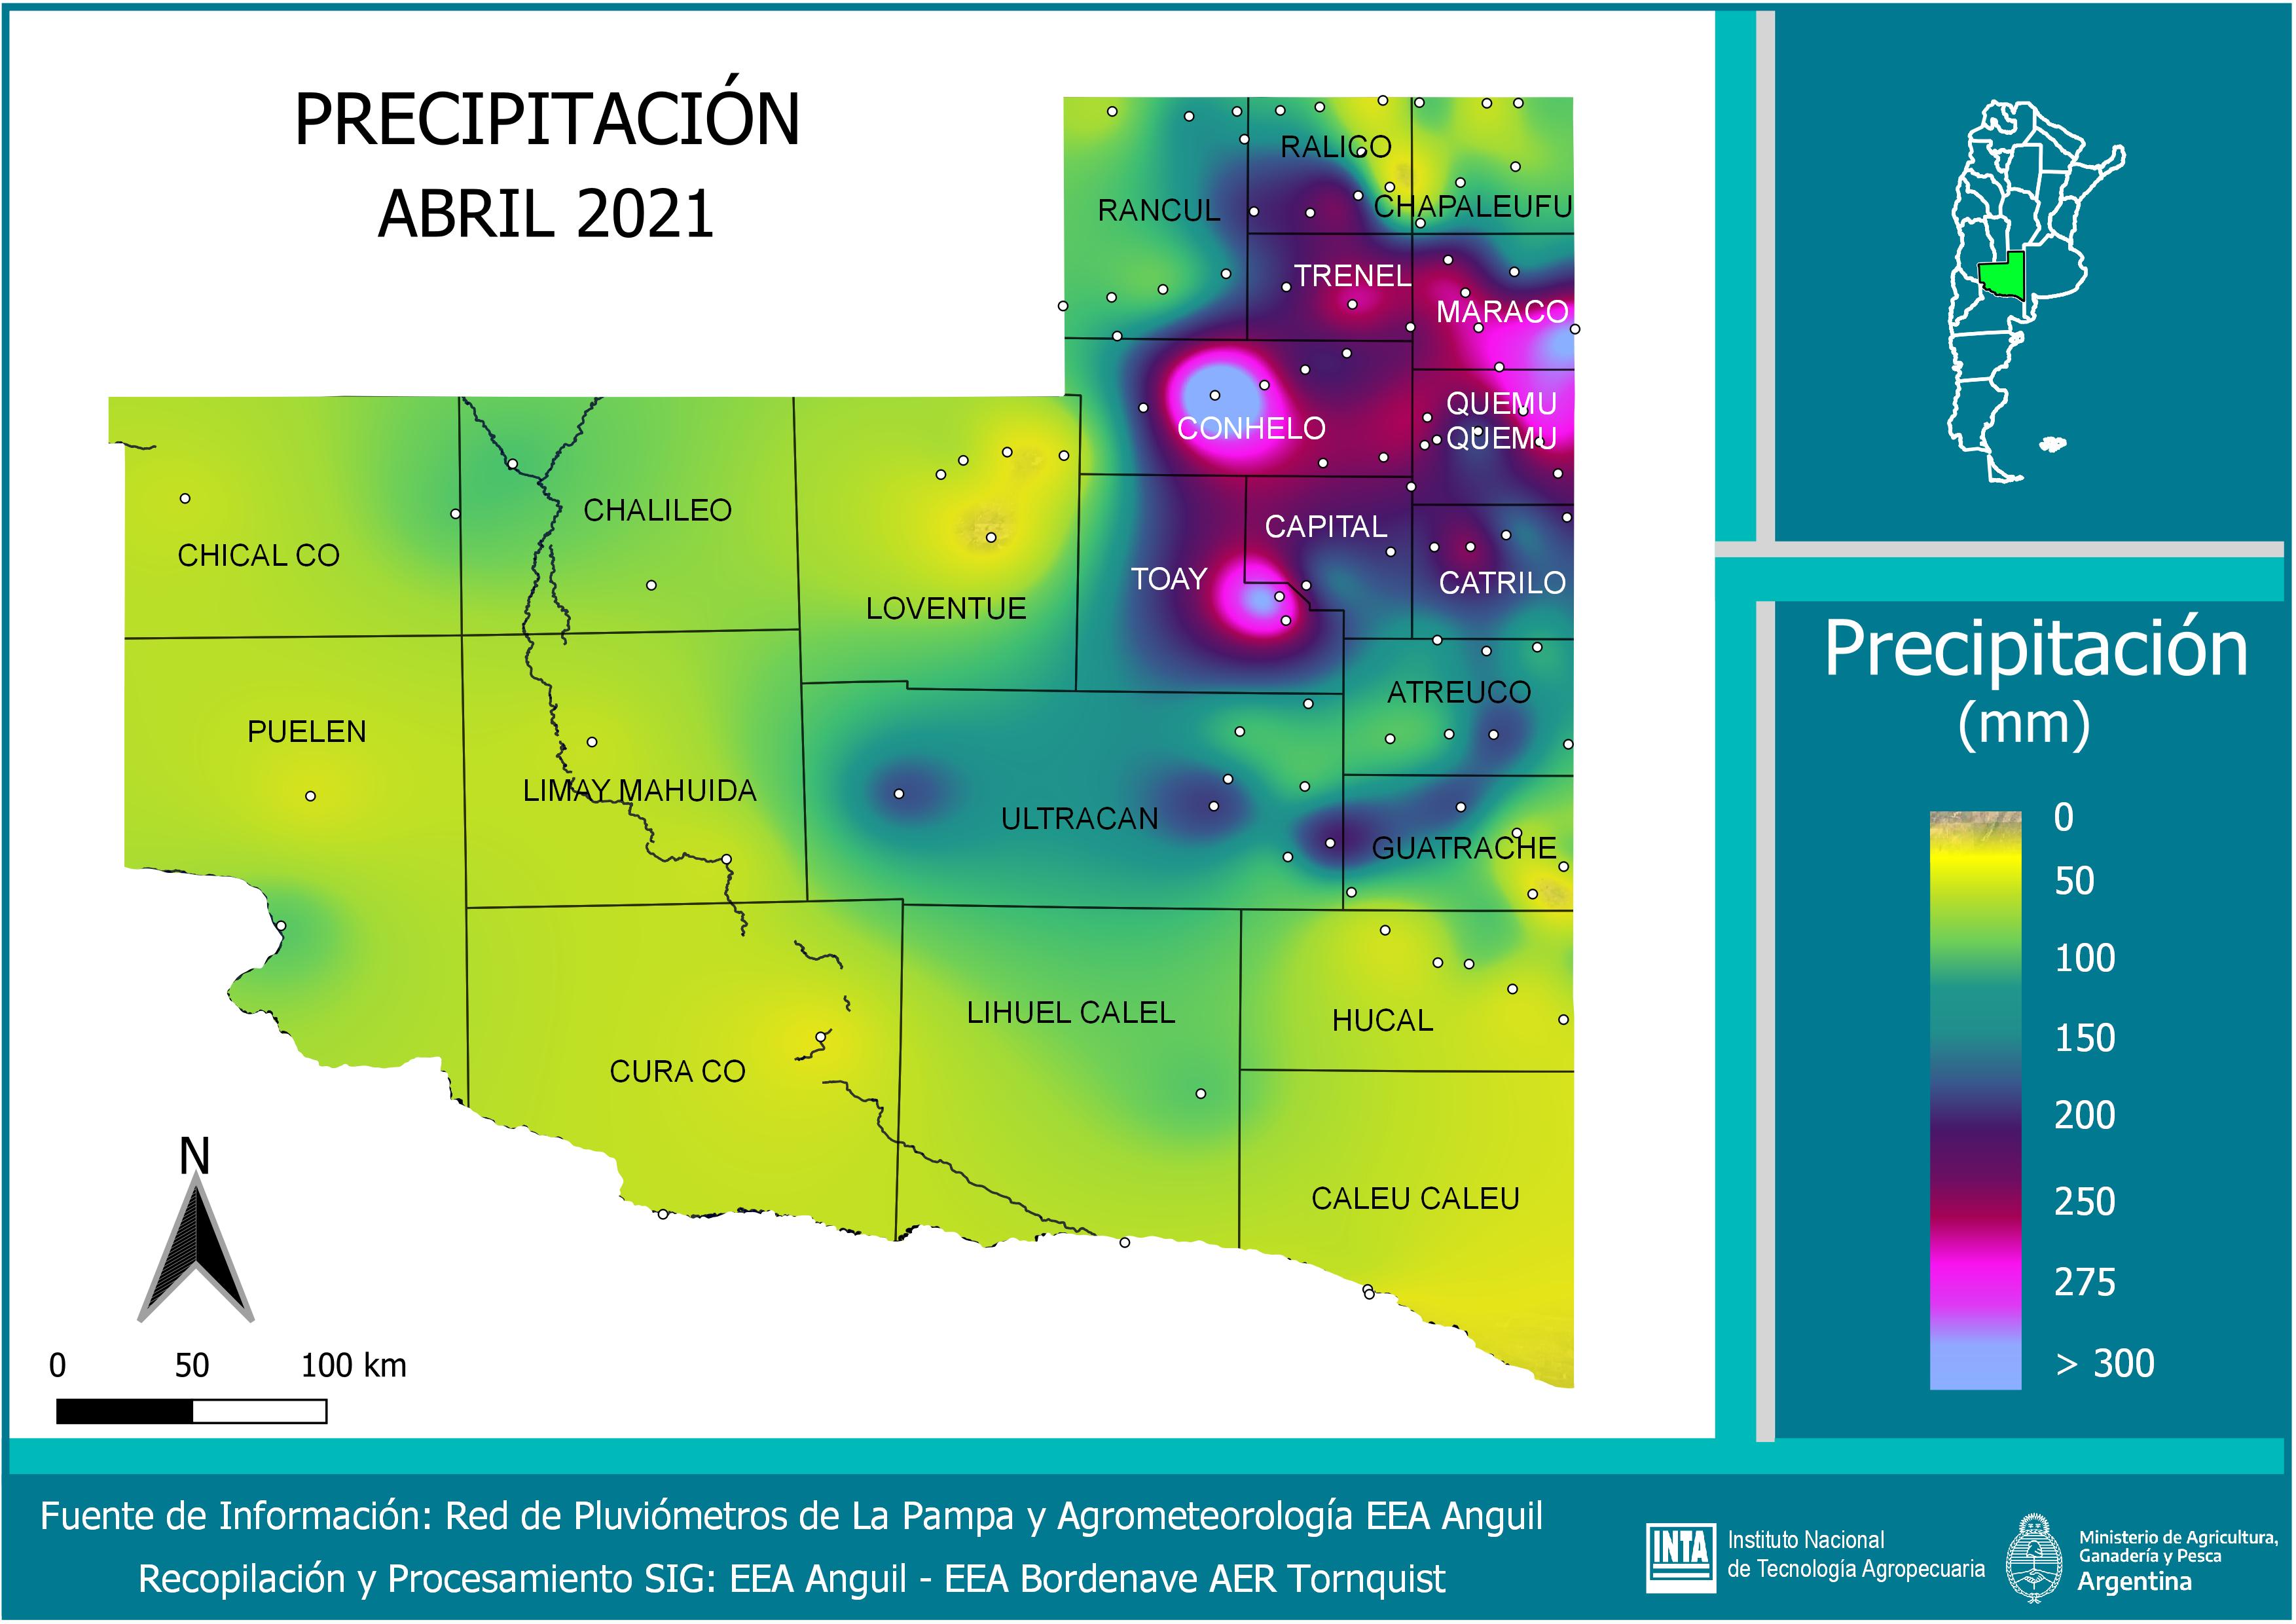 PRECIPITACIÓN
ABRIL 2021
RALICO
RANCUL
CHAPALEUFU
TRENEL
MARACO
CONHELO
QUEMU
QUEMU
CHALILEO
CHICAL CO
CAPITAL
TOAY
CATRILO
LOVENTUE
ATREUCO
PUELEN
LIMAY MAHUIDA
ULTRACAN
GUATRACHE
LIHUEL CALEL
HUCAL
CURA CO
CALEU CALEU
N
0 50 100 km
Precipitación
(mm)
0
50
100
150
200
250
275
> 300
Fuente de Información: Red de Pluviómetros de La Pampa y Agrometeorología EEA Anguil
Recopilación y Procesamiento SIG: EEA Anguil - EEA Bordenave AER Tornquist
INTA
Instituto Nacional
de Tecnología Agropecuaria
Ministerio de Agricultura,
Ganadería y Pesca
Argentina